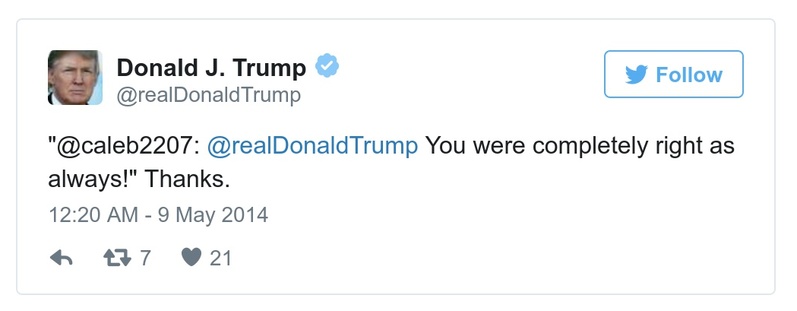 Donald J. Trump
@realDonaldTrump
Follow
"@caleb2207: @realDonaldTrump You were completely right as
always!" Thanks.
12:20 AM - 9 May 2014
7 21